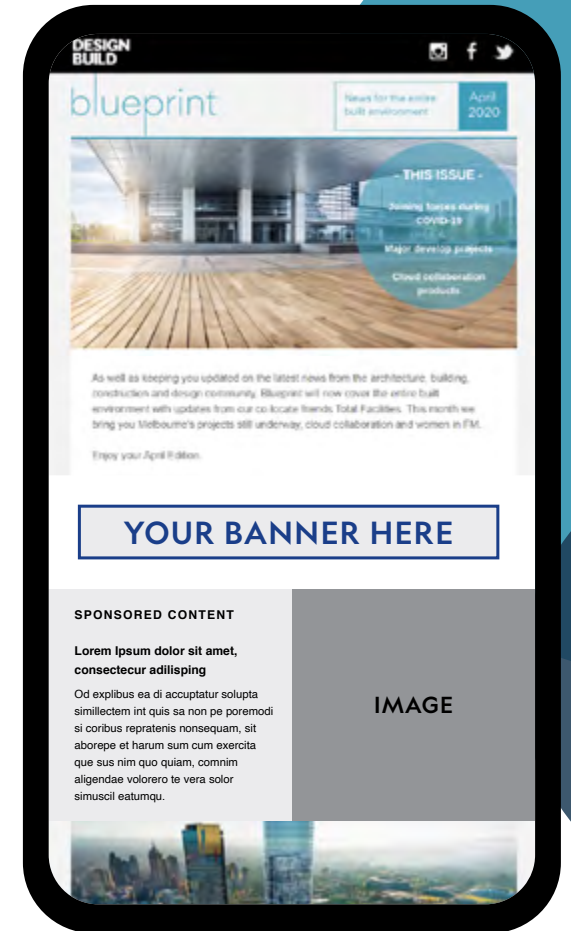 DESIGN
BUILD
blueprint
News for the entire
built environment
April
2020
- THIS ISSUE -
Joining forces during
COVID-19
Major develop projects
Cloud collaboration
products
As well as keeping you updated on the latest news from the architecture, building,
construction and design community, Blueprint will now cover the entire built
environment with updates from our co-locate friends Total Facilities. This month we
bring you Melbourne's projects still underway, cloud collaboration and women in FM.
Enjoy your April Edition.
YOUR BANNER HERE
SPONSORED CONTENT
Lorem Ipsum dolor sit amet,
consectecur adilisping
Od explibus ea di accuptatur solupta
simillectem int quis sa non pe poremodi
si coribus repratenis nonsequam, sit
aborepe et harum sum cum exercita
que sus nim quo quiam, comnim
aligendae volorero te vera solor
simuscil eatumqu.
IMAGE